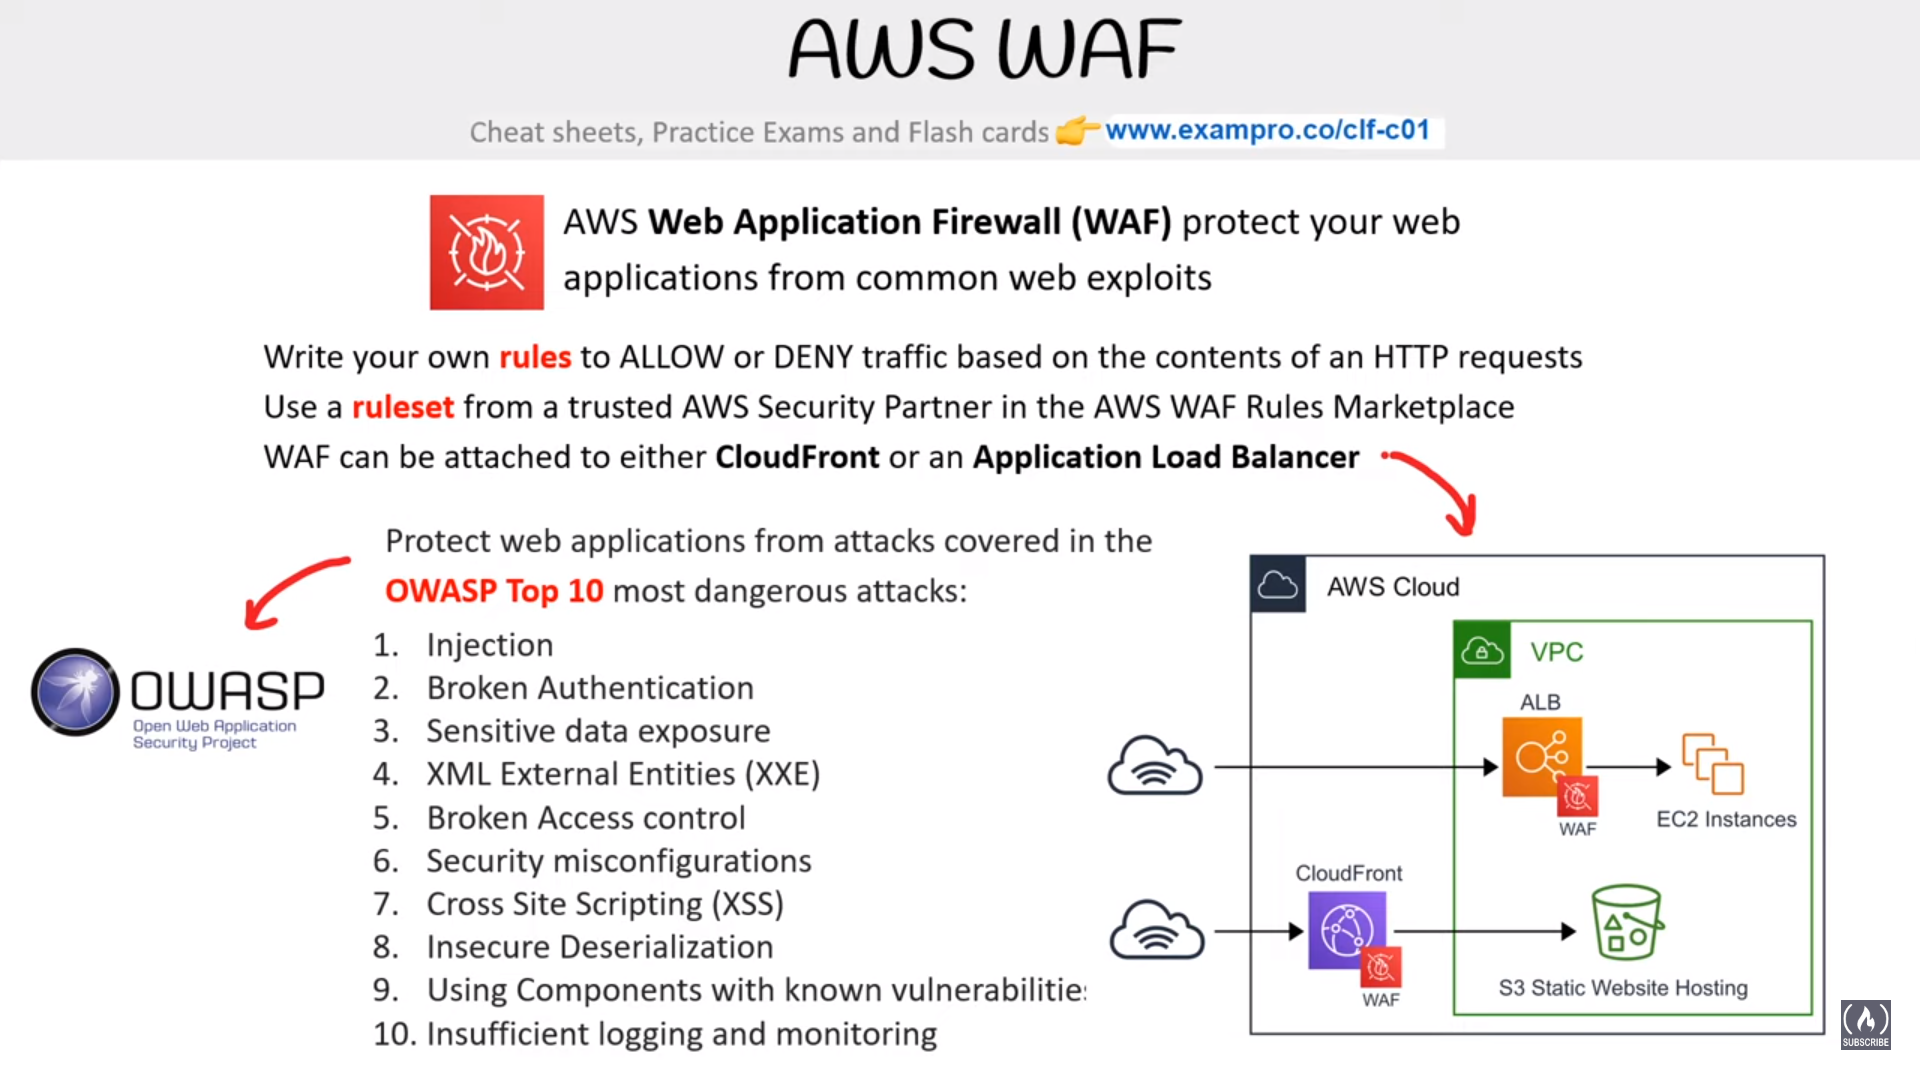 AWS WAF
Cheat sheets, Practice Exams and Flash cards 👉 www.exampro.co/clf-c01
AWS Web Application Firewall (WAF) protect your web
applications from common web exploits
Write your own rules to ALLOW or DENY traffic based on the contents of an HTTP requests
Use a ruleset from a trusted AWS Security Partner in the AWS WAF Rules Marketplace
WAF can be attached to either CloudFront or an Application Load Balancer
Protect web applications from attacks covered in the
OWASP Top 10 most dangerous attacks:
1. Injection
2. Broken Authentication
3. Sensitive data exposure
4. XML External Entities (XXE)
5. Broken Access control
6. Security misconfigurations
7. Cross Site Scripting (XSS)
8. Insecure Deserialization
9. Using Components with known vulnerabilities
10. Insufficient logging and monitoring
OWASP
Open Web Application
Security Project
AWS Cloud
VPC
ALB
WAF
EC2 Instances
CloudFront
WAF
S3 Static Website Hosting
SUBSCRIBE